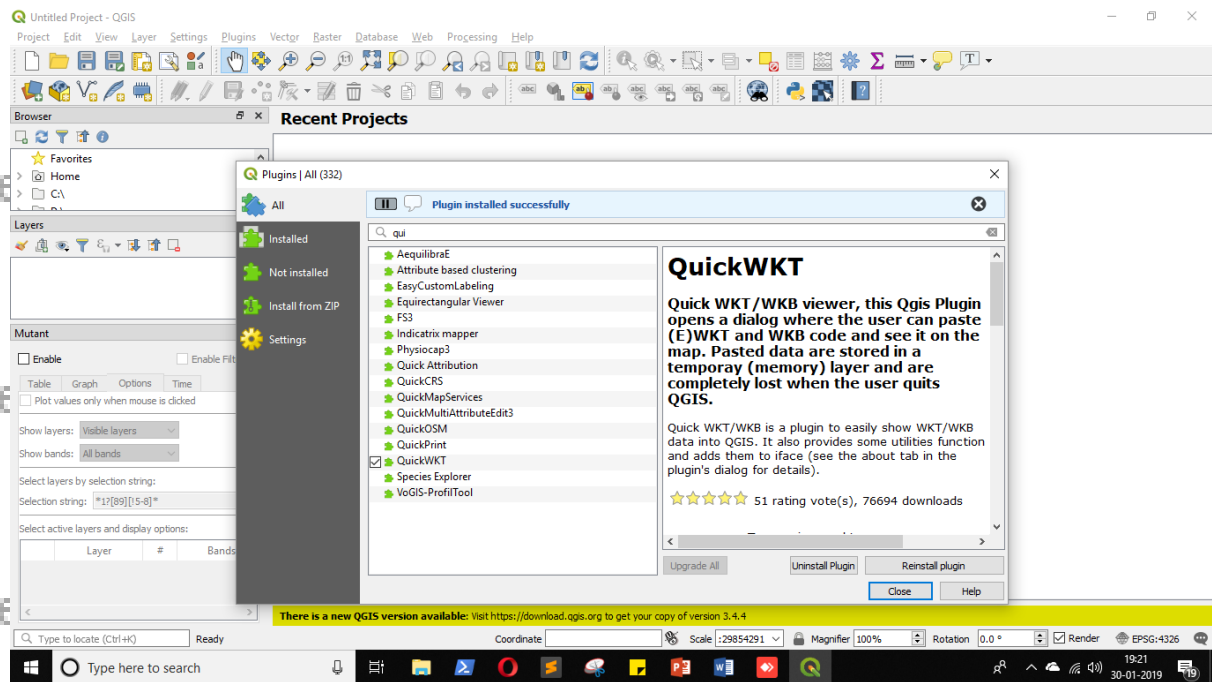 Untitled Project - QGIS
Project Edit View Layer Settings Plugins Vector Raster Database Web Processing Help
Browser
Recent Projects
Favorites
Home
C:\
Layers
Mutant
Enable
Table Graph Options Time
Plot values only when mouse is clicked
Show layers: Visible layers
Show bands: All bands
Select layers by selection string:
Selection string: *1?[89][!5-8]*
Select active layers and display options:
Layer # Bands
Plugins | All (332)
All
Installed
Not installed
Install from ZIP
Settings
Plugin installed successfully
qui
AequilibraE
Attribute based clustering
EasyCustomLabeling
Equirectangular Viewer
FS3
Indicatrix mapper
Physiocap3
Quick Attribution
QuickCRS
QuickMapServices
QuickMultiAttributeEdit3
QuickOSM
QuickPrint
QuickWKT
Species Explorer
VoGIS-ProfilTool
QuickWKT
Quick WKT/WKB viewer, this Qgis Plugin
opens a dialog where the user can paste
(E)WKT and WKB code and see it on the
map. Pasted data are stored in a
temporay (memory) layer and are
completely lost when the user quits
QGIS.
Quick WKT/WKB is a plugin to easily show WKT/WKB
data into QGIS. It also provides some utilities function
and adds them to iface (see the about tab in the
plugin's dialog for details).
51 rating vote(s), 76694 downloads
Upgrade All Uninstall Plugin Reinstall plugin
Close Help
There is a new QGIS version available: Visit https://download.qgis.org to get your copy of version 3.4.4
Type to locate (Ctrl+K) Ready Coordinate Scale :29854291 Magnifier 100% Rotation 0.0 ° Render EPSG:4326
Type here to search
19:21
30-01-2019
19